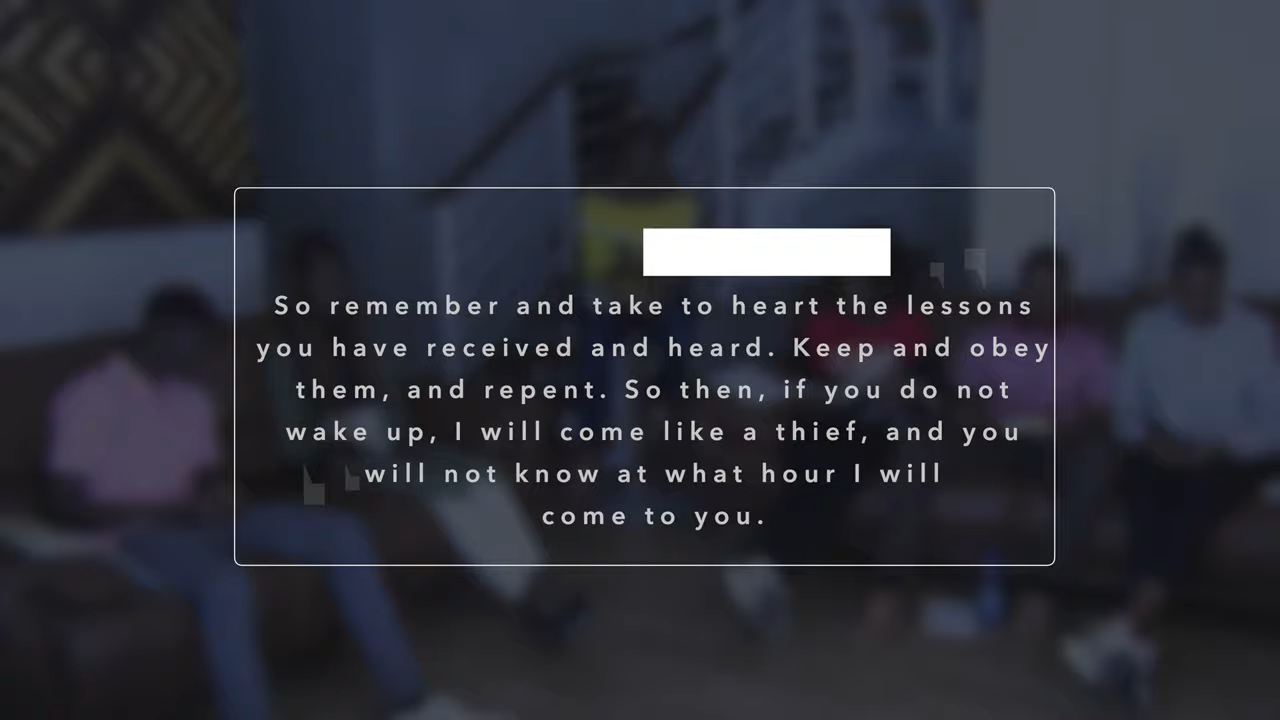 So remember and take to heart the lessons
you have received and heard. Keep and obey
them, and repent. So then, if you do not
wake up, I will come like a thief, and you
will not know at what hour I will
come to you.